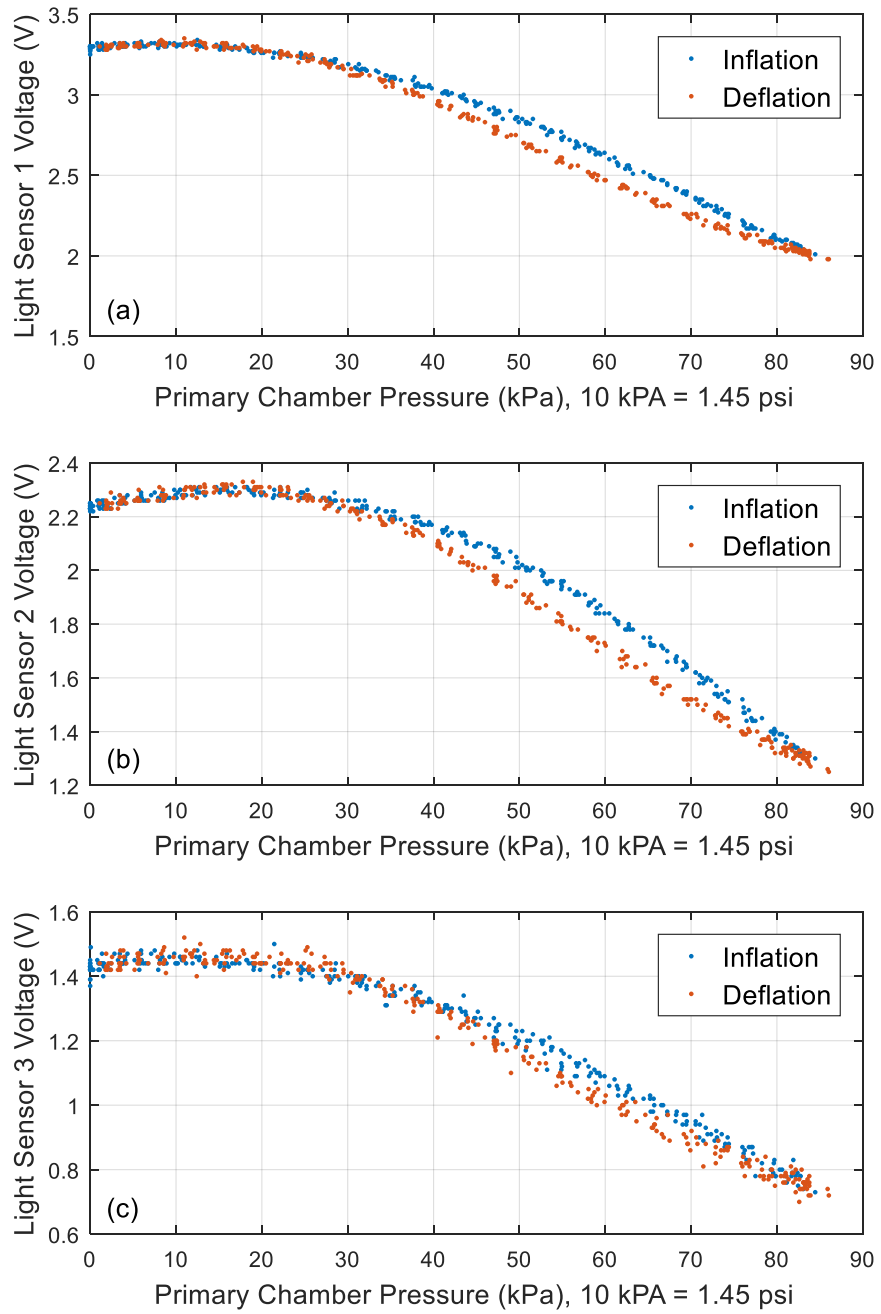 3.5
3
2.5
2
1.5
Light Sensor 1 Voltage (V)
Inflation
Deflation
(a)
0 10 20 30 40 50 60 70 80 90
Primary Chamber Pressure (kPa), 10 kPA = 1.45 psi
2.4
2.2
2
1.8
1.6
1.4
1.2
Light Sensor 2 Voltage (V)
Inflation
Deflation
(b)
0 10 20 30 40 50 60 70 80 90
Primary Chamber Pressure (kPa), 10 kPA = 1.45 psi
1.6
1.4
1.2
1
0.8
0.6
Light Sensor 3 Voltage (V)
Inflation
Deflation
(c)
0 10 20 30 40 50 60 70 80 90
Primary Chamber Pressure (kPa), 10 kPA = 1.45 psi